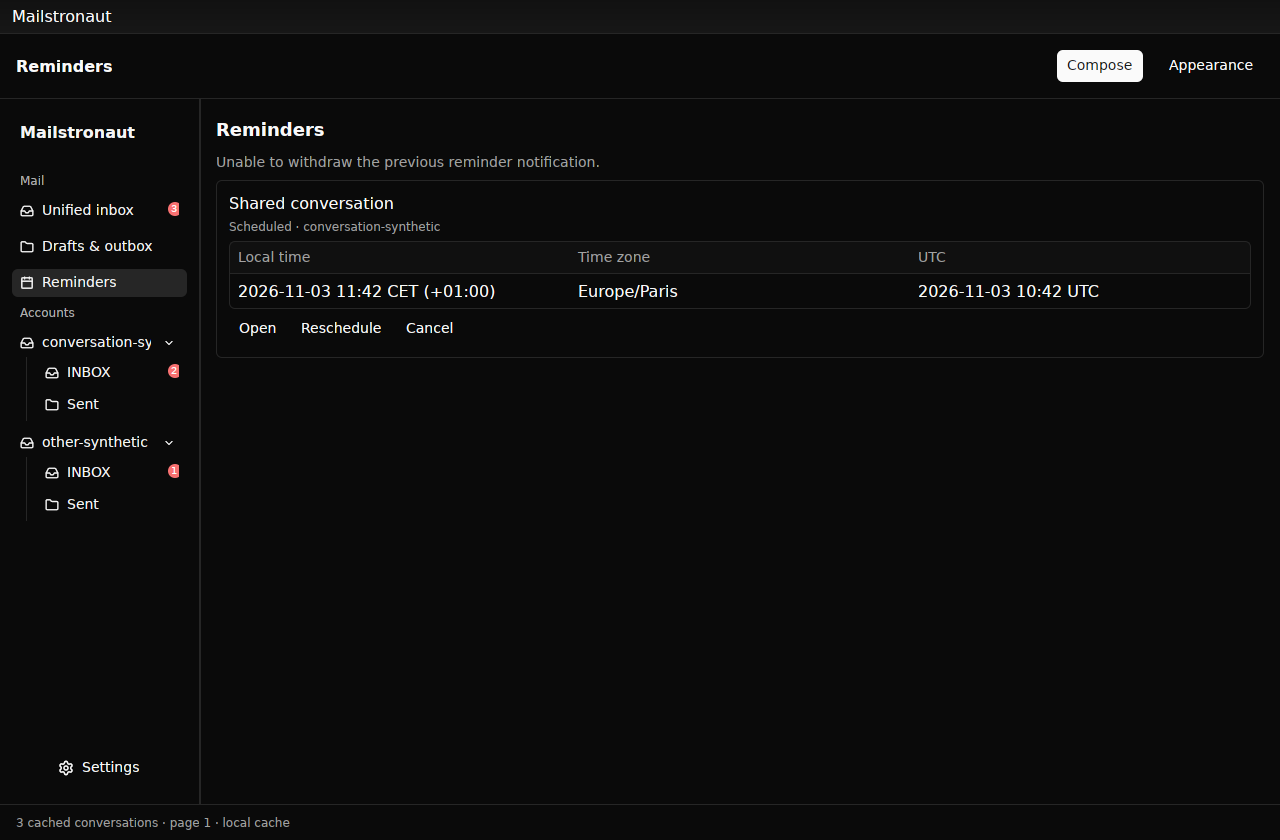 Mailstronaut
Reminders
Compose
Appearance
Mailstronaut
Mail
Unified inbox 3
Drafts & outbox
Reminders
Accounts
conversation-sy
INBOX 2
Sent
other-synthetic
INBOX 1
Sent
Settings
Reminders
Unable to withdraw the previous reminder notification.
Shared conversation
Scheduled · conversation-synthetic
Local time Time zone UTC
2026-11-03 11:42 CET (+01:00) Europe/Paris 2026-11-03 10:42 UTC
Open Reschedule Cancel
3 cached conversations · page 1 · local cache